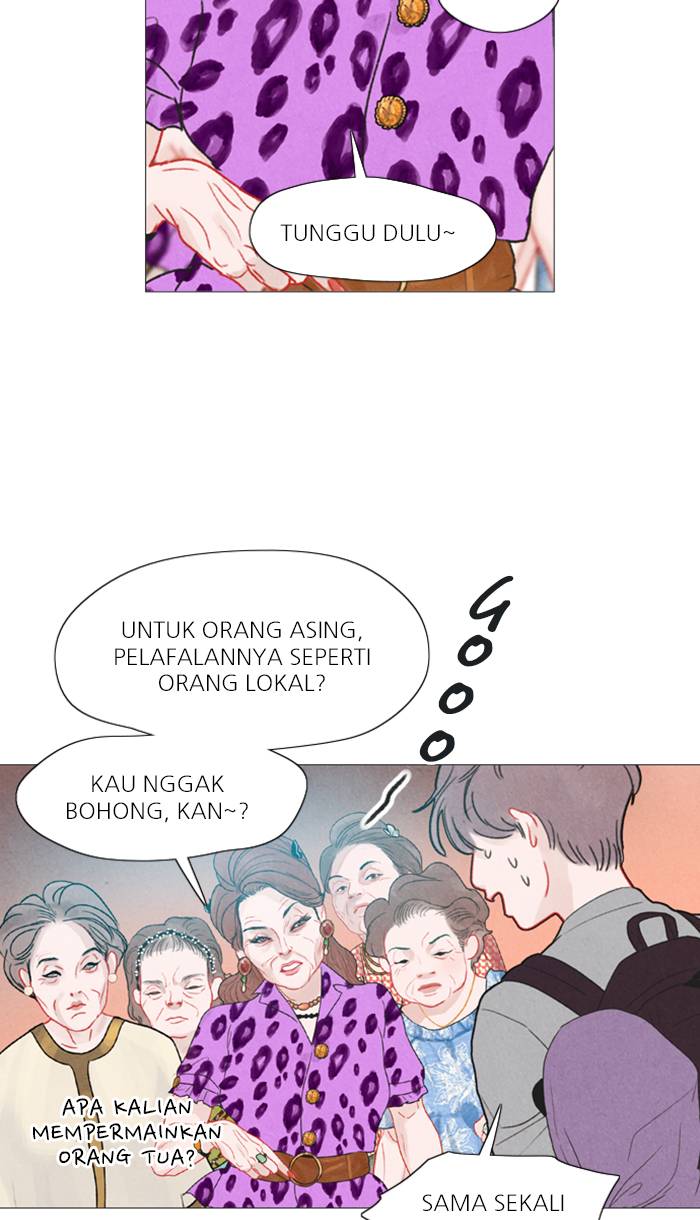 TUNGGU DULU~
UNTUK ORANG ASING,
PELAFALANNYA SEPERTI
ORANG LOKAL?
GOOOO
KAU NGGAK
BOHONG, KAN~?
APA KALIAN
MEMPERMAINKAN
ORANG TUA?
SAMA SEKALI